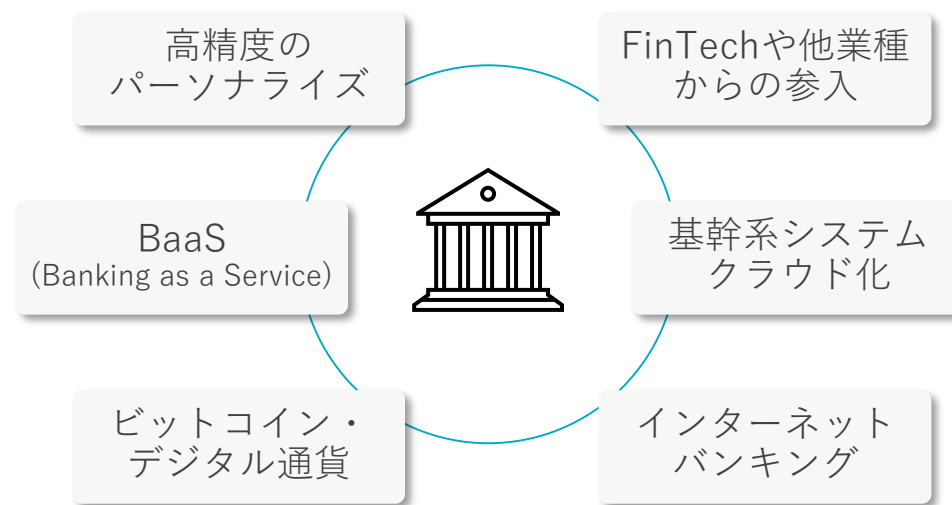 高精度の
パーソナライズ
FinTechや他業種
からの参入
BaaS
(Banking as a Service)
基幹系システム
クラウド化
ビットコイン・
デジタル通貨
インターネット
バンキング